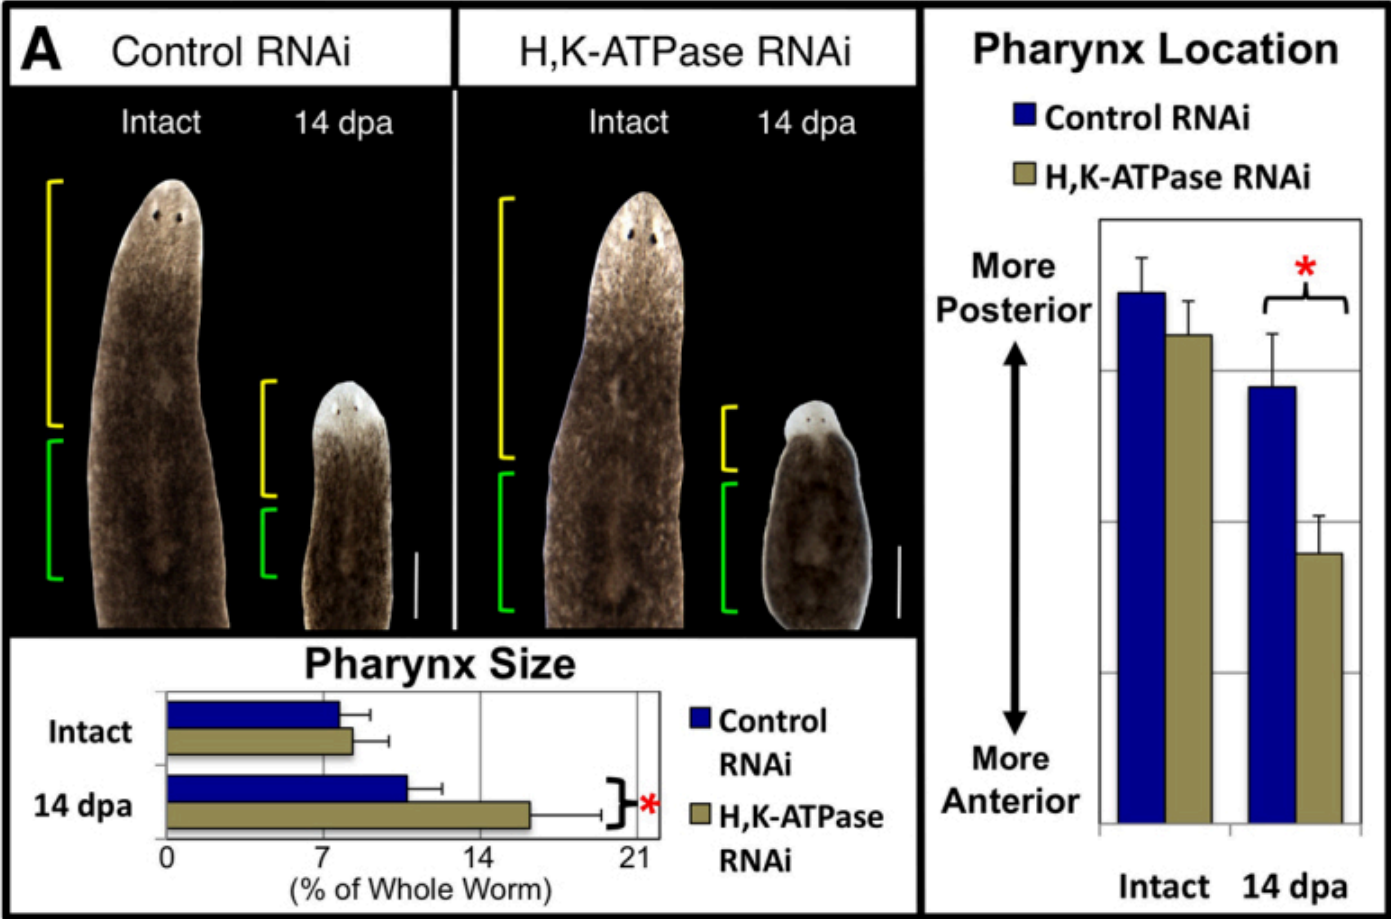 A
Control RNAi
H,K-ATPase RNAi
Intact
14 dpa
Intact
14 dpa
Pharynx Size
Intact
14 dpa
0
7
14
21
(% of Whole Worm)
Control
RNAi
*
H,K-ATPase
RNAi
Pharynx Location
Control RNAi
H,K-ATPase RNAi
More
Posterior
*
More
Anterior
Intact
14 dpa